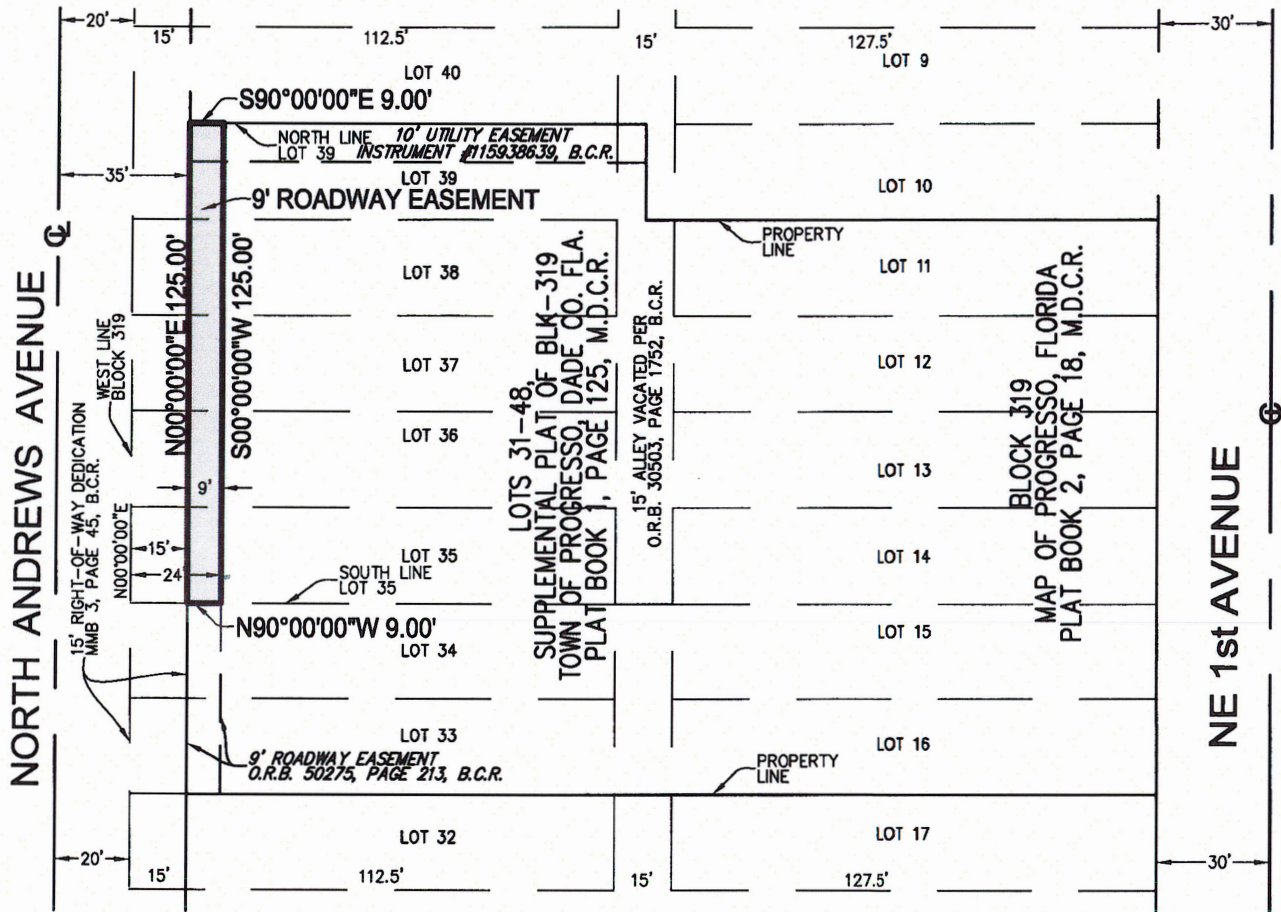 20'
15'
112.5'
15'
127.5'
30'
LOT 40
LOT 9
S90°00'00"E 9.00'
NORTH LINE
LOT 39
10' UTILITY EASEMENT
INSTRUMENT #115938639, B.C.R.
35'
LOT 39
LOT 10
9' ROADWAY EASEMENT
PROPERTY
LINE
LOT 38
LOT 11
LOT 37
LOT 12
LOT 36
LOT 13
LOT 35
LOT 14
LOT 34
LOT 15
LOT 33
LOT 16
LOT 32
LOT 17
NORTH ANDREWS AVENUE
℄
WEST LINE
BLOCK 319
N00°00'00"E 125.00'
S00°00'00"W 125.00'
9'
15' RIGHT-OF-WAY DEDICATION
MMB 3, PAGE 45, B.C.R.
N00°00'00"E
15'
24'
SOUTH LINE
LOT 35
N90°00'00"W 9.00'
9' ROADWAY EASEMENT
O.R.B. 50275, PAGE 213, B.C.R.
LOTS 31-48,
SUPPLEMENTAL PLAT OF BLK-319
TOWN OF PROGRESSO, DADE CO. FLA.
PLAT BOOK 1, PAGE 125, M.D.C.R.
15' ALLEY VACATED PER
O.R.B. 30503, PAGE 1752, B.C.R.
BLOCK 319
MAP OF PROGRESSO, FLORIDA
PLAT BOOK 2, PAGE 18, M.D.C.R.
NE 1st AVENUE
℄
PROPERTY
LINE
20'
15'
112.5'
15'
127.5'
30'